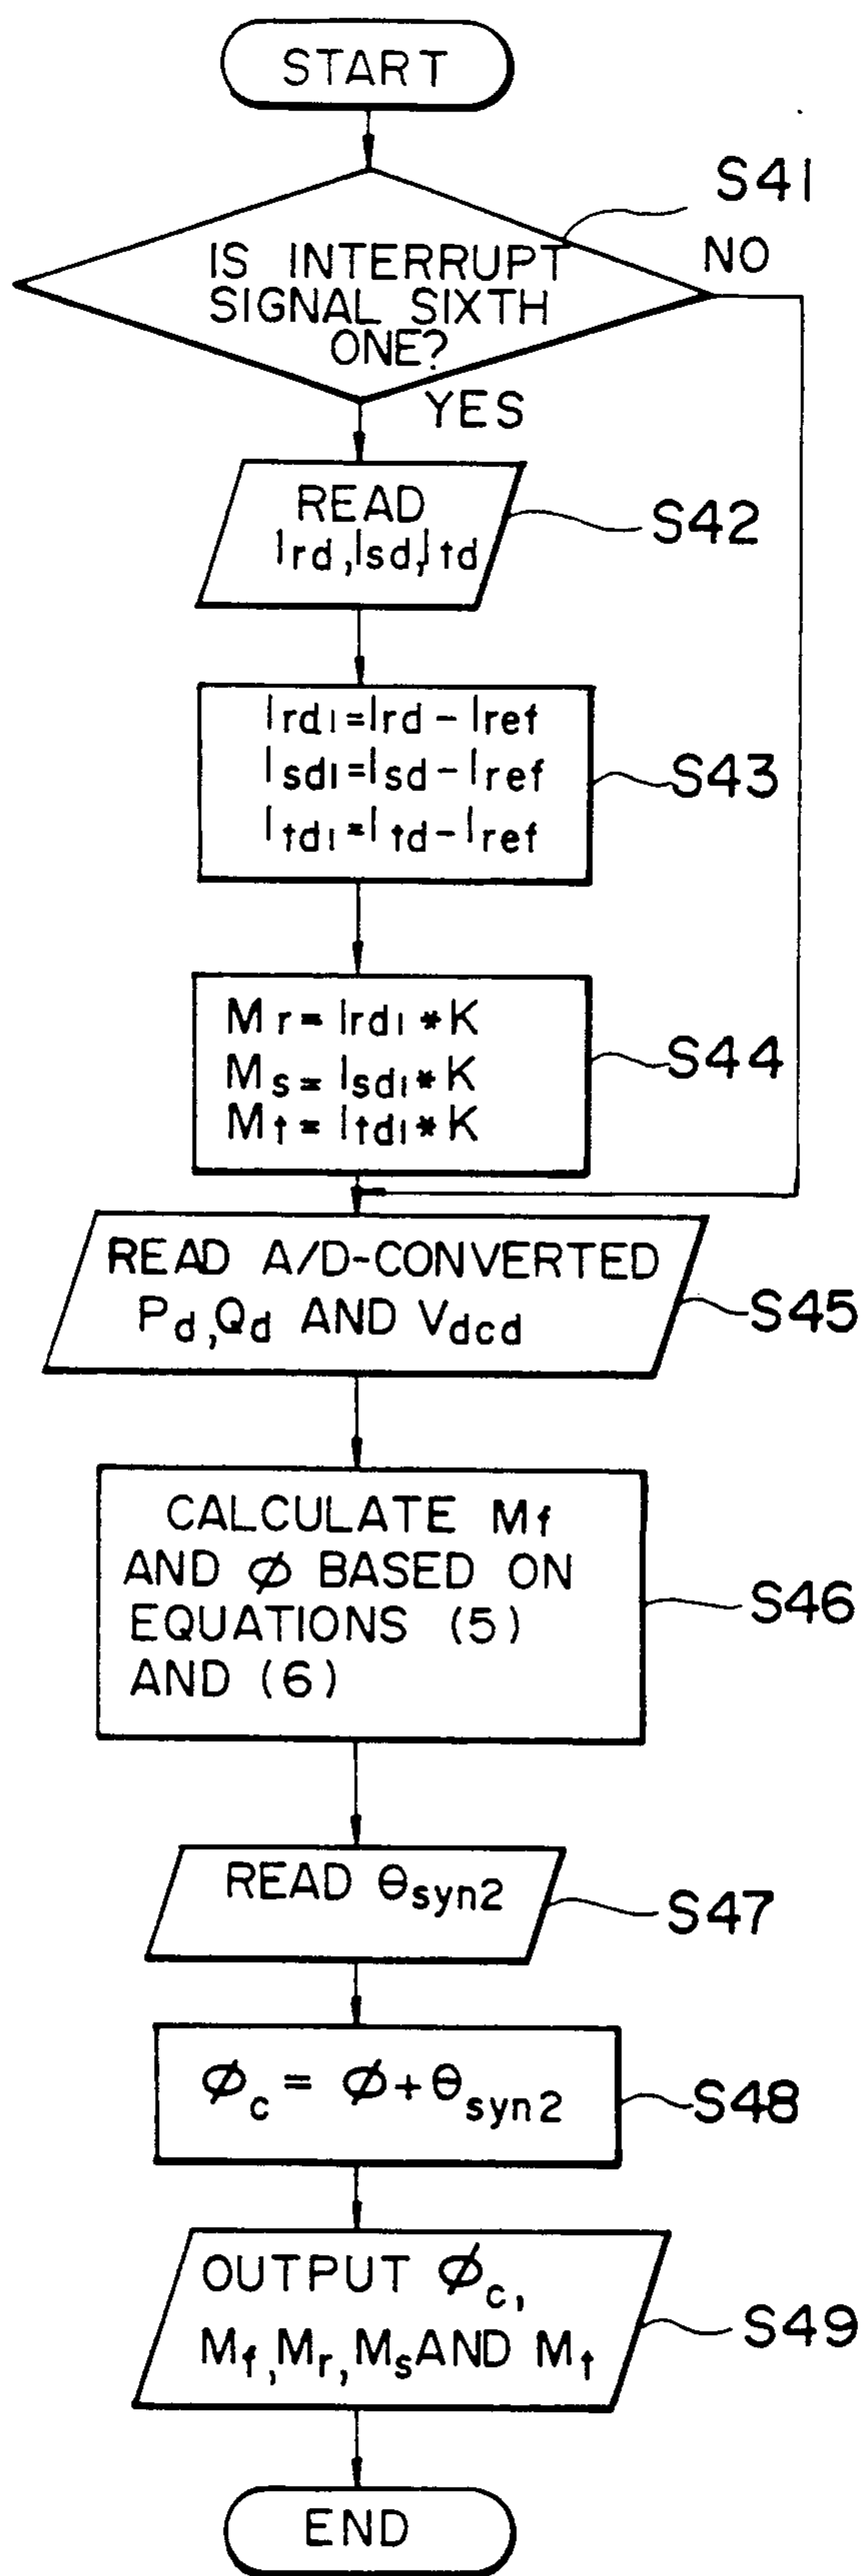 START
S41
NO
IS INTERRUPT
SIGNAL SIXTH
ONE?
YES
READ
Ird, Isd, Itd
S42
Ird1 = Ird - Iref
Isd1 = Isd - Iref
Itd1 = Itd - Iref
S43
Mr = Ird1 * K
Ms = Isd1 * K
Mt = Itd1 * K
S44
READ A/D-CONVERTED
Pd, Qd AND Vdcd
S45
CALCULATE Mf
AND ϕ BASED ON
EQUATIONS (5)
AND (6)
S46
READ θsyn2
S47
ϕc = ϕ + θsyn2
S48
OUTPUT ϕc,
Mf, Mr, Ms AND Mt
S49
END